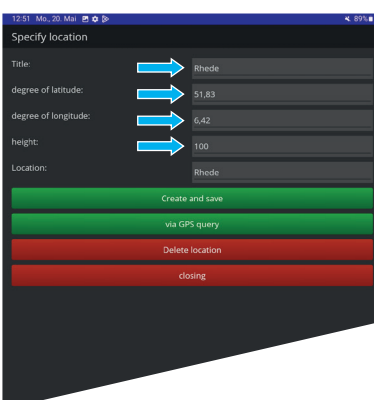 12:51 Mo., 20. Mai 89%
Specify location
Title: Rhede
degree of latitude: 51,83
degree of longitude: 6,42
height: 100
Location: Rhede
Create and save
via GPS query
Delete location
closing